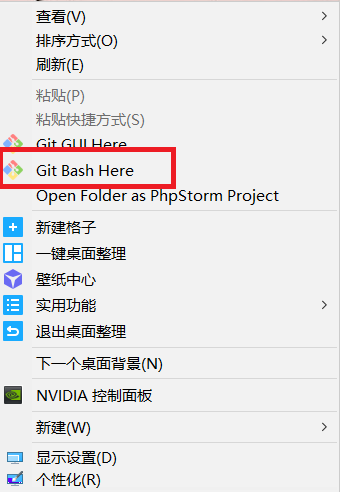 查看(V)
排序方式(O)
刷新(E)
粘贴(P)
粘贴快捷方式(S)
Git GUI Here
Git Bash Here
Open Folder as PhpStorm Project
新建格子
一键桌面整理
壁纸中心
实用功能
退出桌面整理
下一个桌面背景(N)
NVIDIA 控制面板
新建(W)
显示设置(D)
个性化(R)